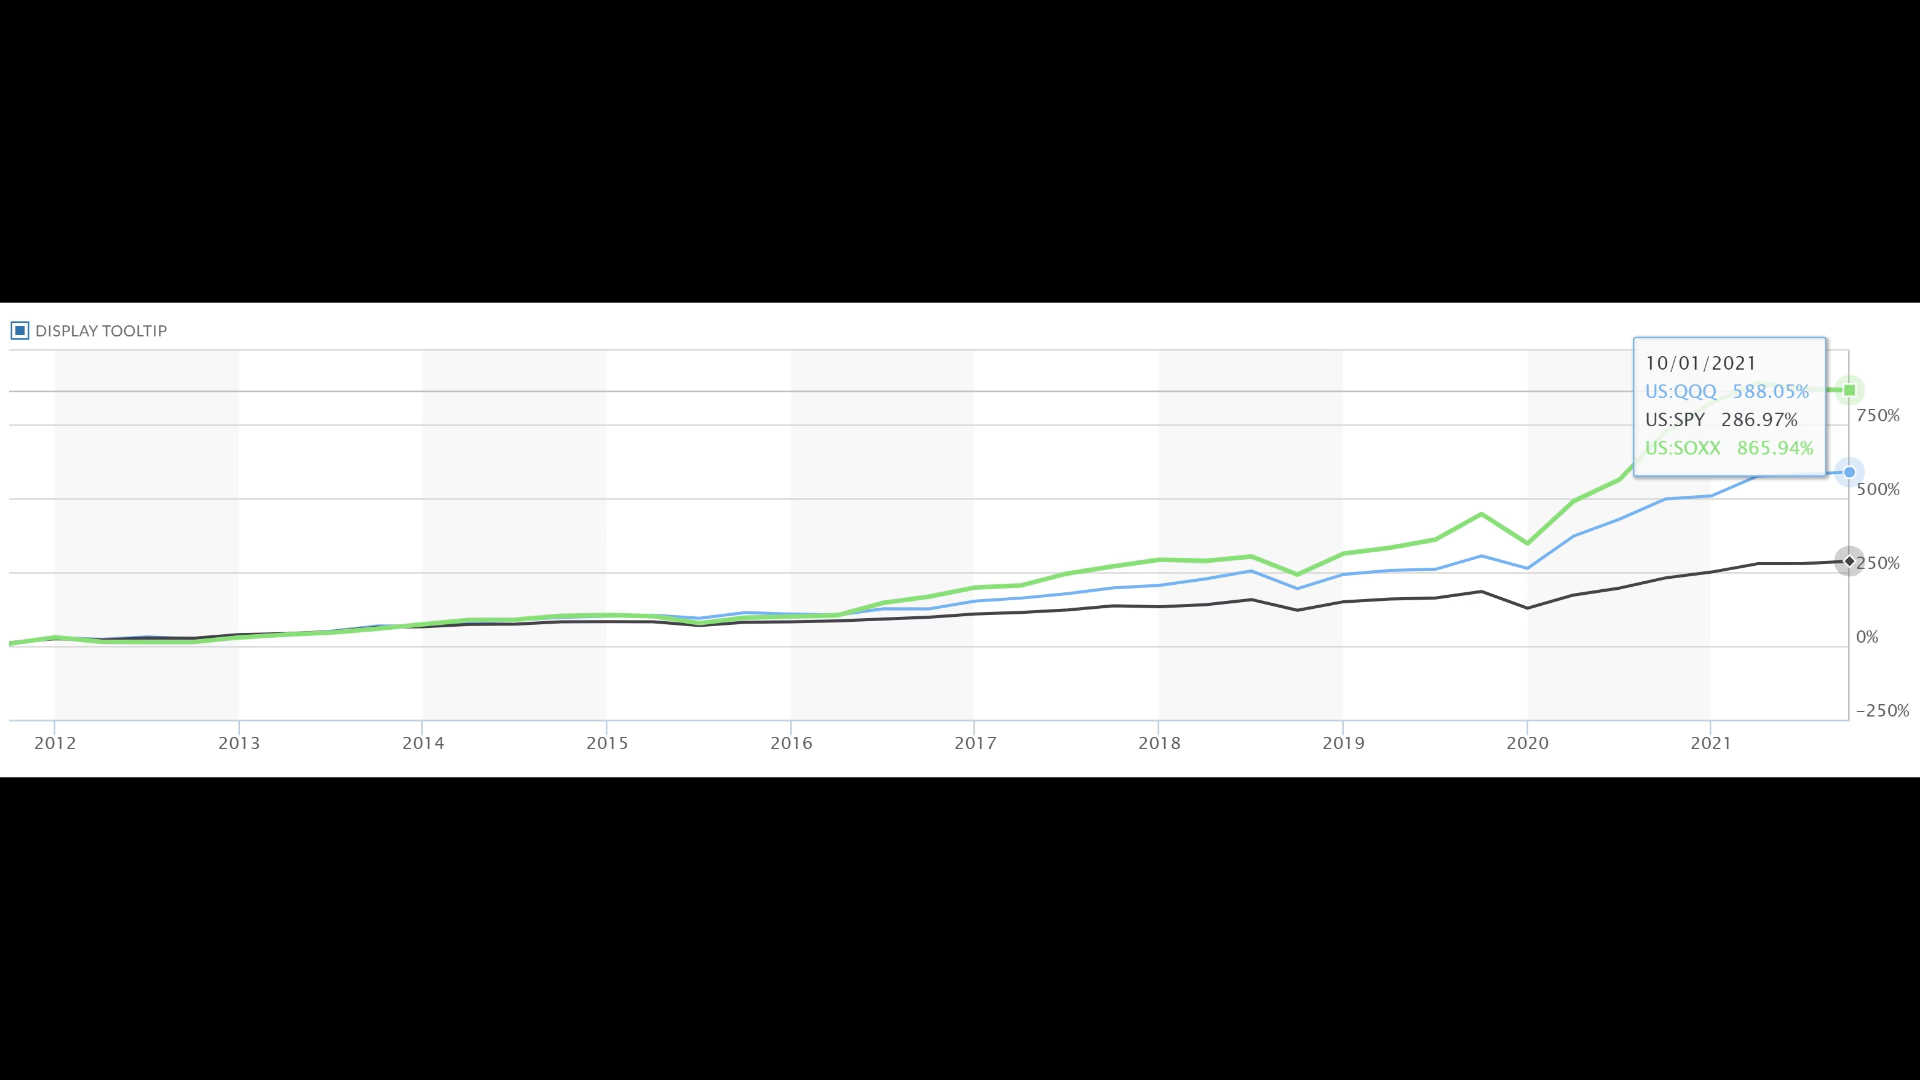 DISPLAY TOOLTIP
10/01/2021
US:QQQ 588.05%
US:SPY 286.97%
US:SOXX 865.94%
750%
500%
250%
0%
-250%
2012 2013 2014 2015 2016 2017 2018 2019 2020 2021